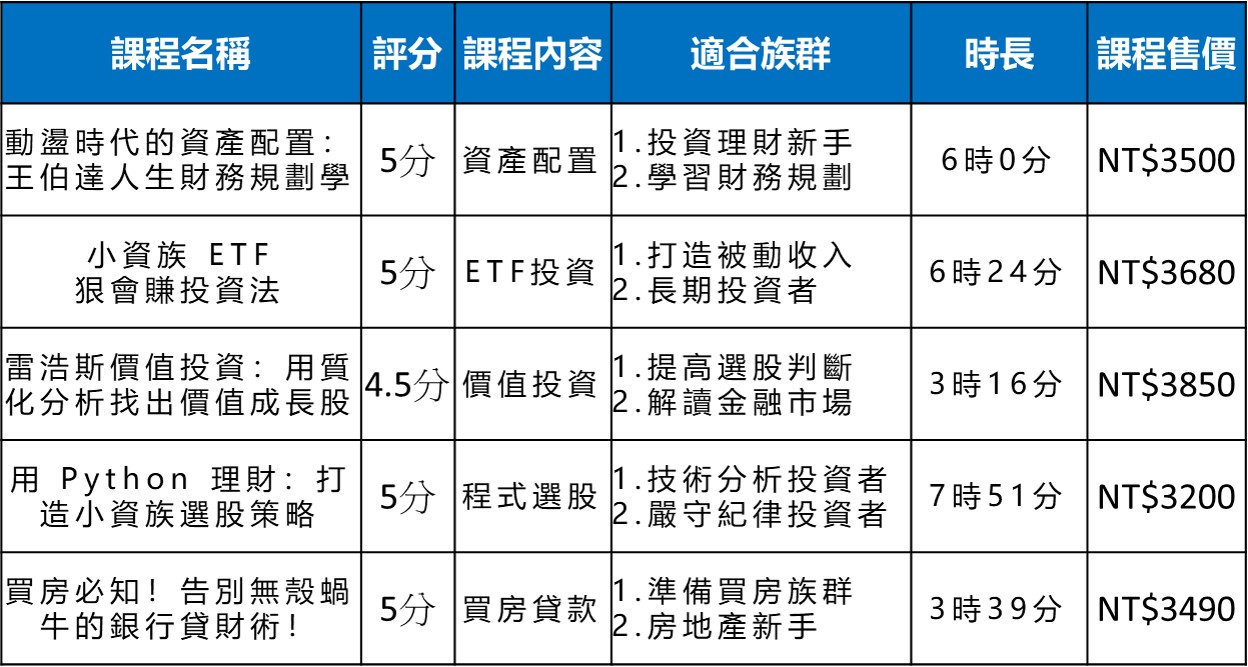 課程名稱 評分 課程內容 適合族群 時長 課程售價
動盪時代的資產配置：
王伯達人生財務規劃學
5分
資產配置
1.投資理財新手
2.學習財務規劃
6時0分
NT$3500
小資族 ETF
狠會賺投資法
5分
ETF投資
1.打造被動收入
2.長期投資者
6時24分
NT$3680
雷浩斯價值投資：用質
化分析找出價值成長股
4.5分
價值投資
1.提高選股判斷
2.解讀金融市場
3時16分
NT$3850
用 Python 理財：打
造小資族選股策略
5分
程式選股
1.技術分析投資者
2.嚴守紀律投資者
7時51分
NT$3200
買房必知！告別無殼蝸
牛的銀行貸財術！
5分
買房貸款
1.準備買房族群
2.房地產新手
3時39分
NT$3490